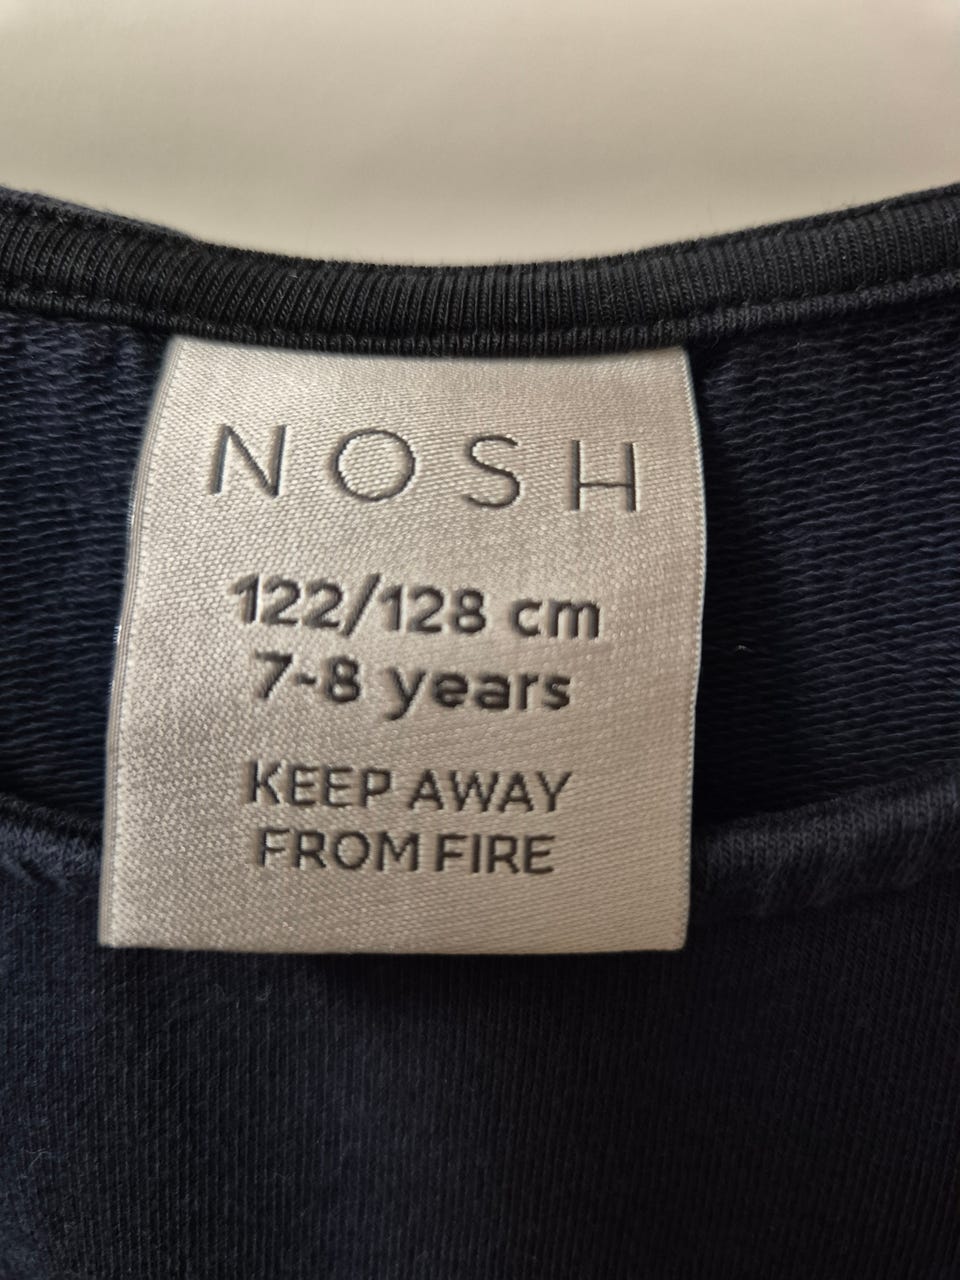 NOSH
122/128 cm
7-8 years
KEEP AWAY
FROM FIRE